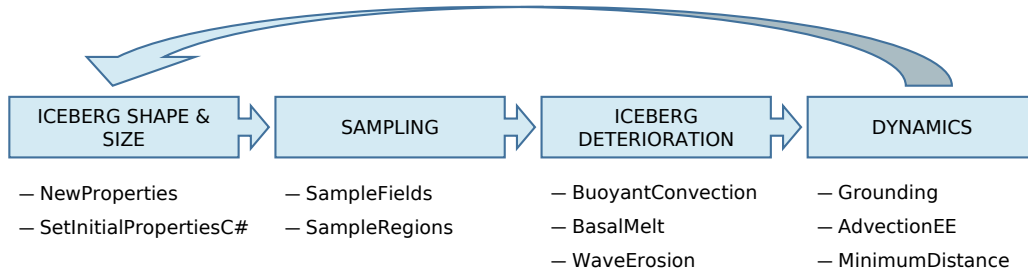 ICEBERG SHAPE &
SIZE
SAMPLING
ICEBERG
DETERIORATION
DYNAMICS
— NewProperties
— SetInitialPropertiesC#
— SampleFields
— SampleRegions
— BuoyantConvection
— BasalMelt
— WaveErosion
— Grounding
— AdvectionEE
— MinimumDistance